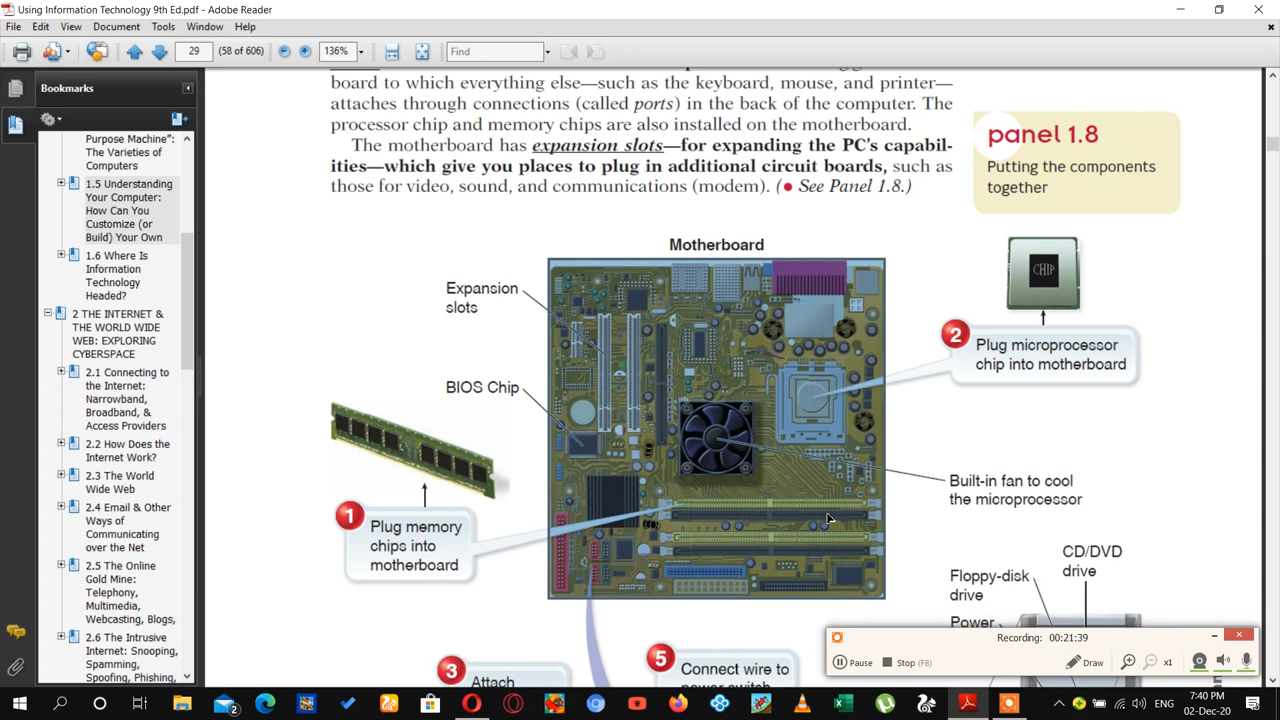 Using Information Technology 9th Ed.pdf - Adobe Reader
File Edit View Document Tools Window Help
29 (58 of 606) 136% Find
Bookmarks
Purpose Machine":
The Varieties of
Computers
1.5 Understanding
Your Computer:
How Can You
Customize (or
Build) Your Own
1.6 Where Is
Information
Technology
Headed?
2 THE INTERNET &
THE WORLD WIDE
WEB: EXPLORING
CYBERSPACE
2.1 Connecting to
the Internet:
Narrowband,
Broadband, &
Access Providers
2.2 How Does the
Internet Work?
2.3 The World
Wide Web
2.4 Email & Other
Ways of
Communicating
over the Net
2.5 The Online
Gold Mine:
Telephony,
Multimedia,
Webcasting, Blogs,
2.6 The Intrusive
Internet: Snooping,
Spamming,
Spoofing, Phishing,
board to which everything else—such as the keyboard, mouse, and printer—
attaches through connections (called ports) in the back of the computer. The
processor chip and memory chips are also installed on the motherboard.
The motherboard has expansion slots—for expanding the PC's capabil-
ities—which give you places to plug in additional circuit boards, such as
those for video, sound, and communications (modem). (● See Panel 1.8.)
panel 1.8
Putting the components
together
Motherboard
Expansion
slots
BIOS Chip
CHIP
2 Plug microprocessor
chip into motherboard
Built-in fan to cool
the microprocessor
1 Plug memory
chips into
motherboard
CD/DVD
drive
Floppy-disk
drive
Power
3 Attach
5 Connect wire to
power switch
Recording: 00:21:39
Pause Stop (F8) x1 Draw
2
7:40 PM
ENG
02-Dec-20